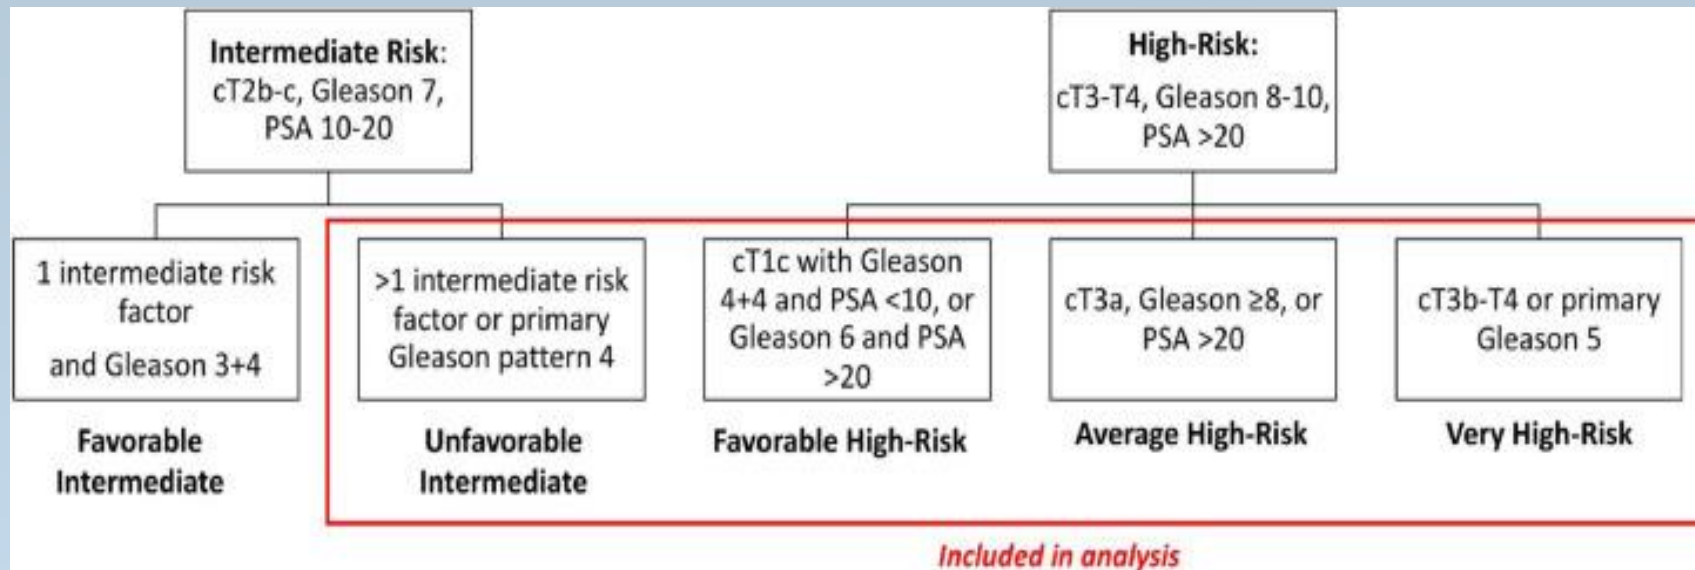 Intermediate Risk:
cT2b-c, Gleason 7,
PSA 10-20
High-Risk:
cT3-T4, Gleason 8-10,
PSA >20
1 intermediate risk
factor
and Gleason 3+4
>1 intermediate risk
factor or primary
Gleason pattern 4
cT1c with Gleason
4+4 and PSA <10, or
Gleason 6 and PSA
>20
cT3a, Gleason ≥8, or
PSA >20
cT3b-T4 or primary
Gleason 5
Favorable
Intermediate
Unfavorable
Intermediate
Favorable High-Risk
Average High-Risk
Very High-Risk
Included in analysis